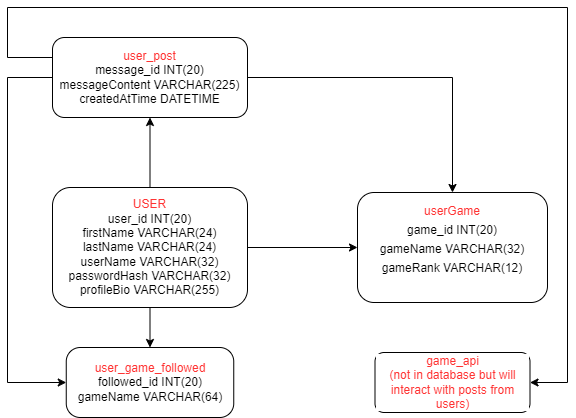 user_post
message_id INT(20)
messageContent VARCHAR(225)
createdAtTime DATETIME
USER
user_id INT(20)
firstName VARCHAR(24)
lastName VARCHAR(24)
userName VARCHAR(32)
passwordHash VARCHAR(32)
profileBio VARCHAR(255)
userGame
game_id INT(20)
gameName VARCHAR(32)
gameRank VARCHAR(12)
user_game_followed
followed_id INT(20)
gameName VARCHAR(64)
game_api
(not in database but will
interact with posts from
users)